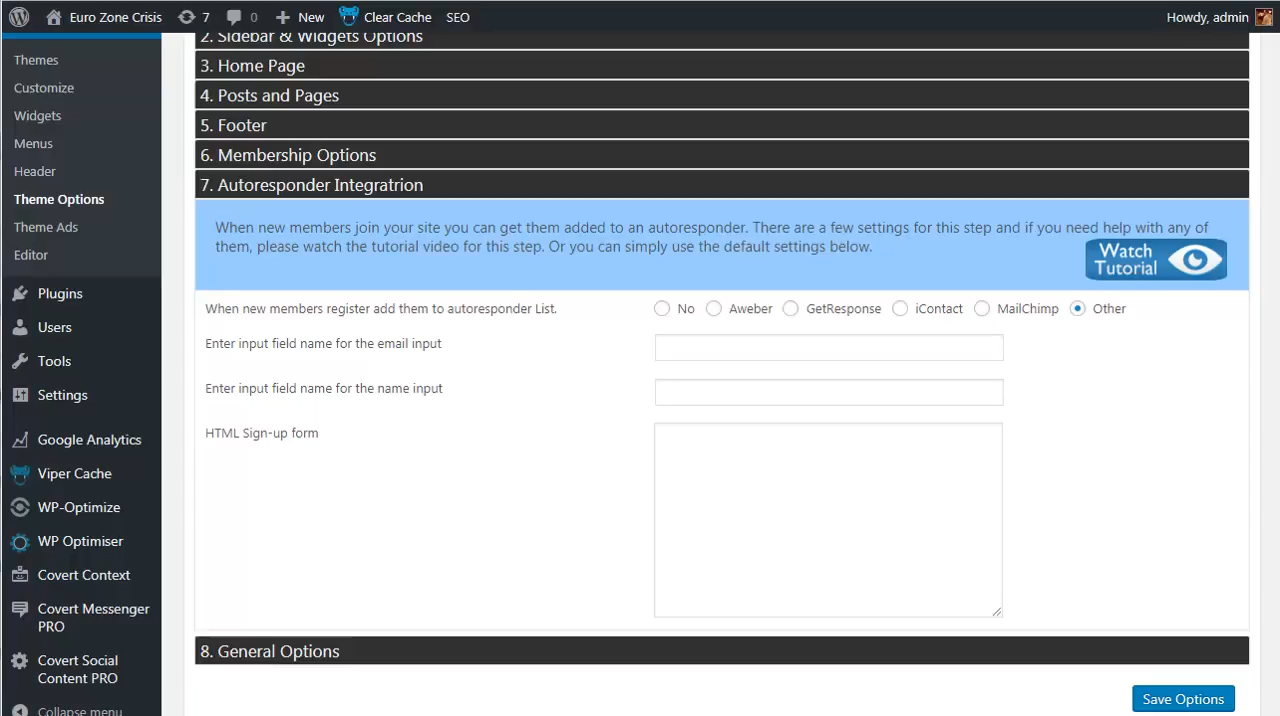 Euro Zone Crisis 7 0 New Clear Cache SEO Howdy, admin
Themes
Customize
Widgets
Menus
Header
Theme Options
Theme Ads
Editor
Plugins
Users
Tools
Settings
Google Analytics
Viper Cache
WP-Optimize
WP Optimiser
Covert Context
Covert Messenger
PRO
Covert Social
Content PRO
Collapse menu
2. Sidebar & Widgets Options
3. Home Page
4. Posts and Pages
5. Footer
6. Membership Options
7. Autoresponder Integratrion
When new members join your site you can get them added to an autoresponder. There are a few settings for this step and if you need help with any of
them, please watch the tutorial video for this step. Or you can simply use the default settings below.
Watch
Tutorial
When new members register add them to autoresponder List. No Aweber GetResponse iContact MailChimp Other
Enter input field name for the email input
Enter input field name for the name input
HTML Sign-up form
8. General Options
Save Options